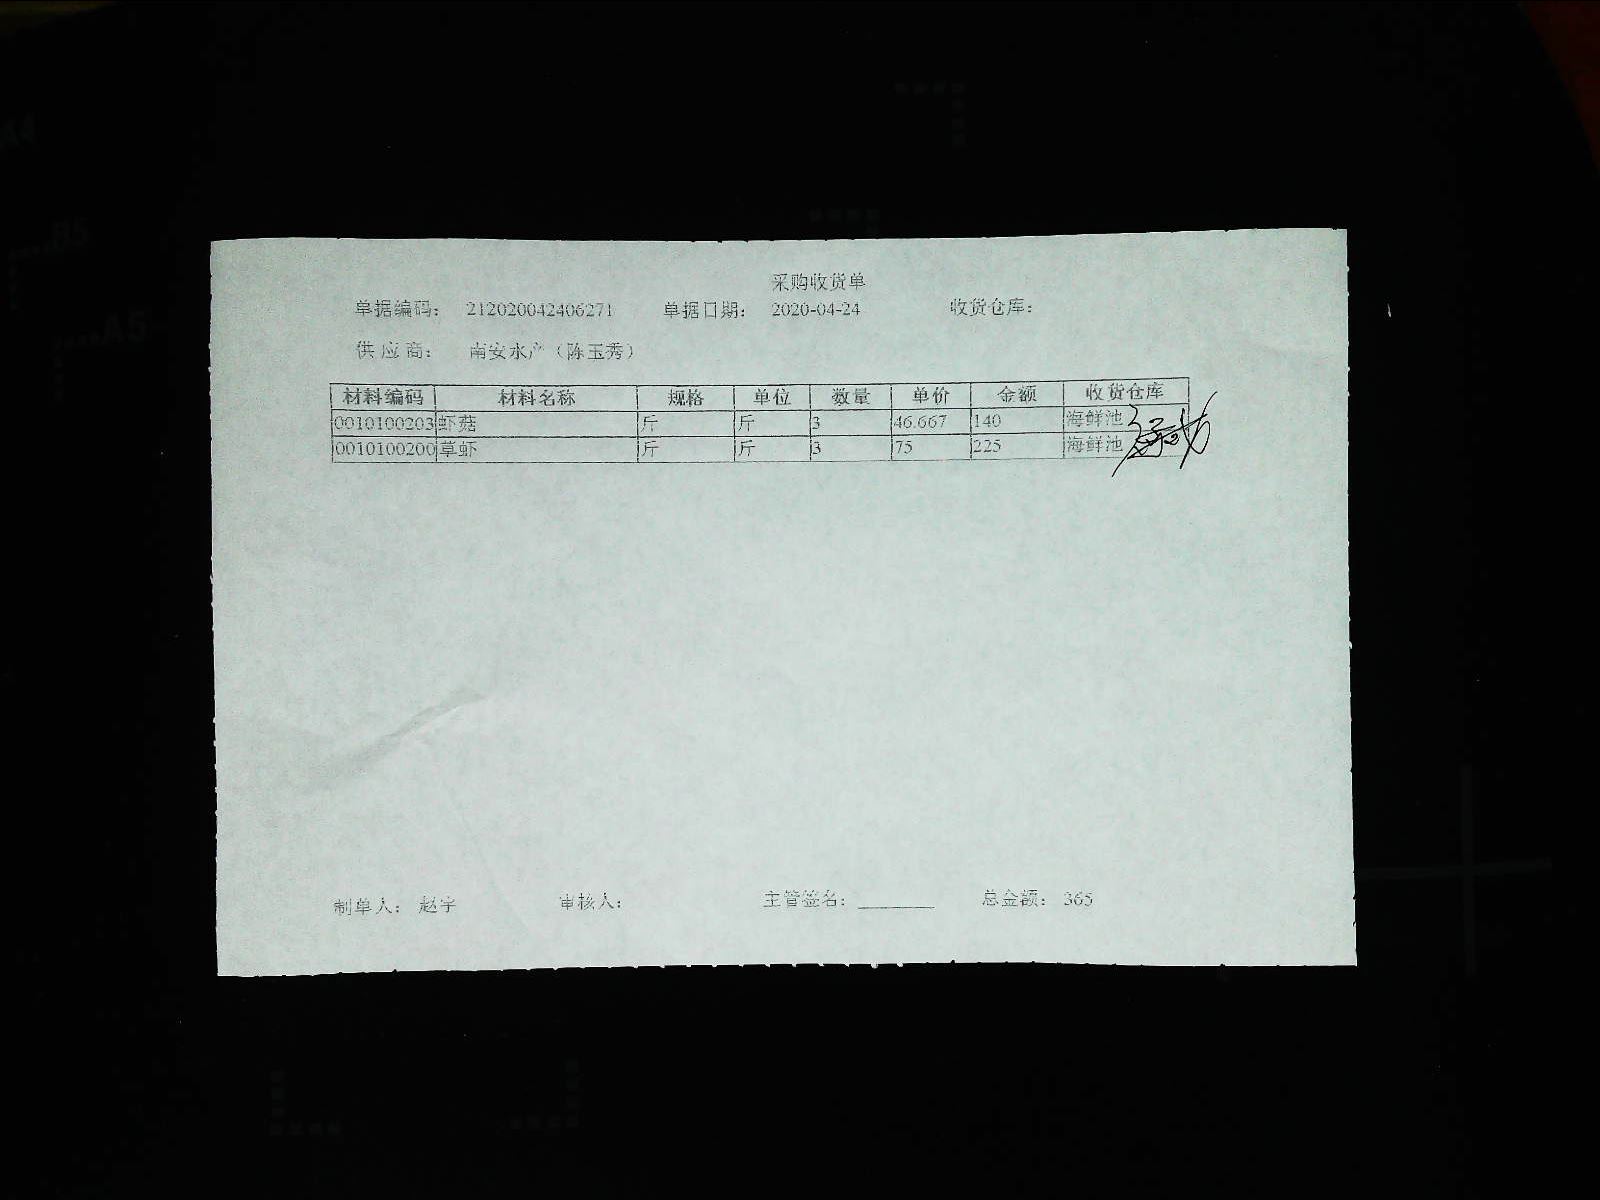 采购收货单
单据编码： 212020042406271 单据日期： 2020-04-24 收货仓库：
供应商： 南安水产（陈玉秀）
材料编码 材料名称 规格 单位 数量 单价 金额 收货仓库
0010100203 虾菇 斤 斤 3 46.667 140 海鲜池
0010100200 草虾 斤 斤 3 75 225 海鲜池
制单人： 赵宇 审核人： 主管签名： 总金额： 365
A4
B5
A5